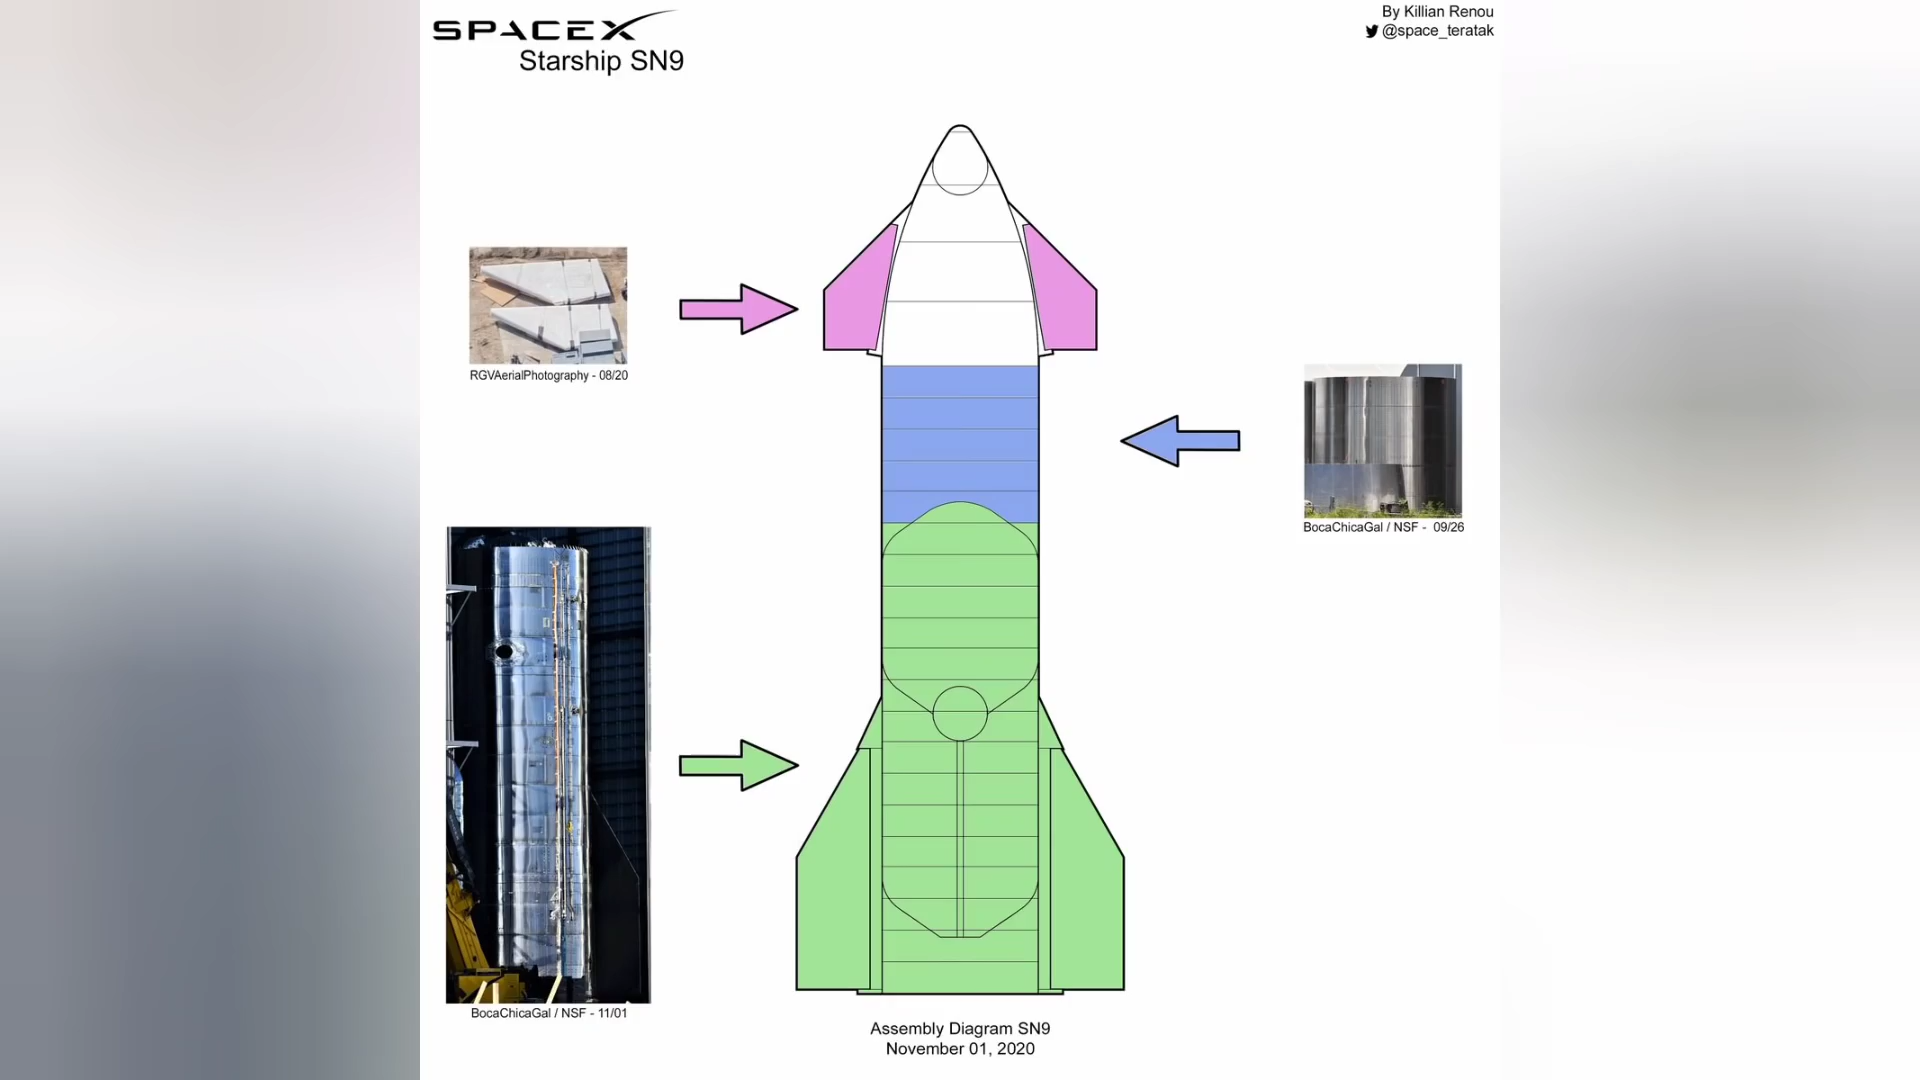 SPACEX
Starship SN9
By Killian Renou
@space_teratak
RGVAerialPhotography - 08/20
BocaChicaGal / NSF - 09/26
BocaChicaGal / NSF - 11/01
Assembly Diagram SN9
November 01, 2020